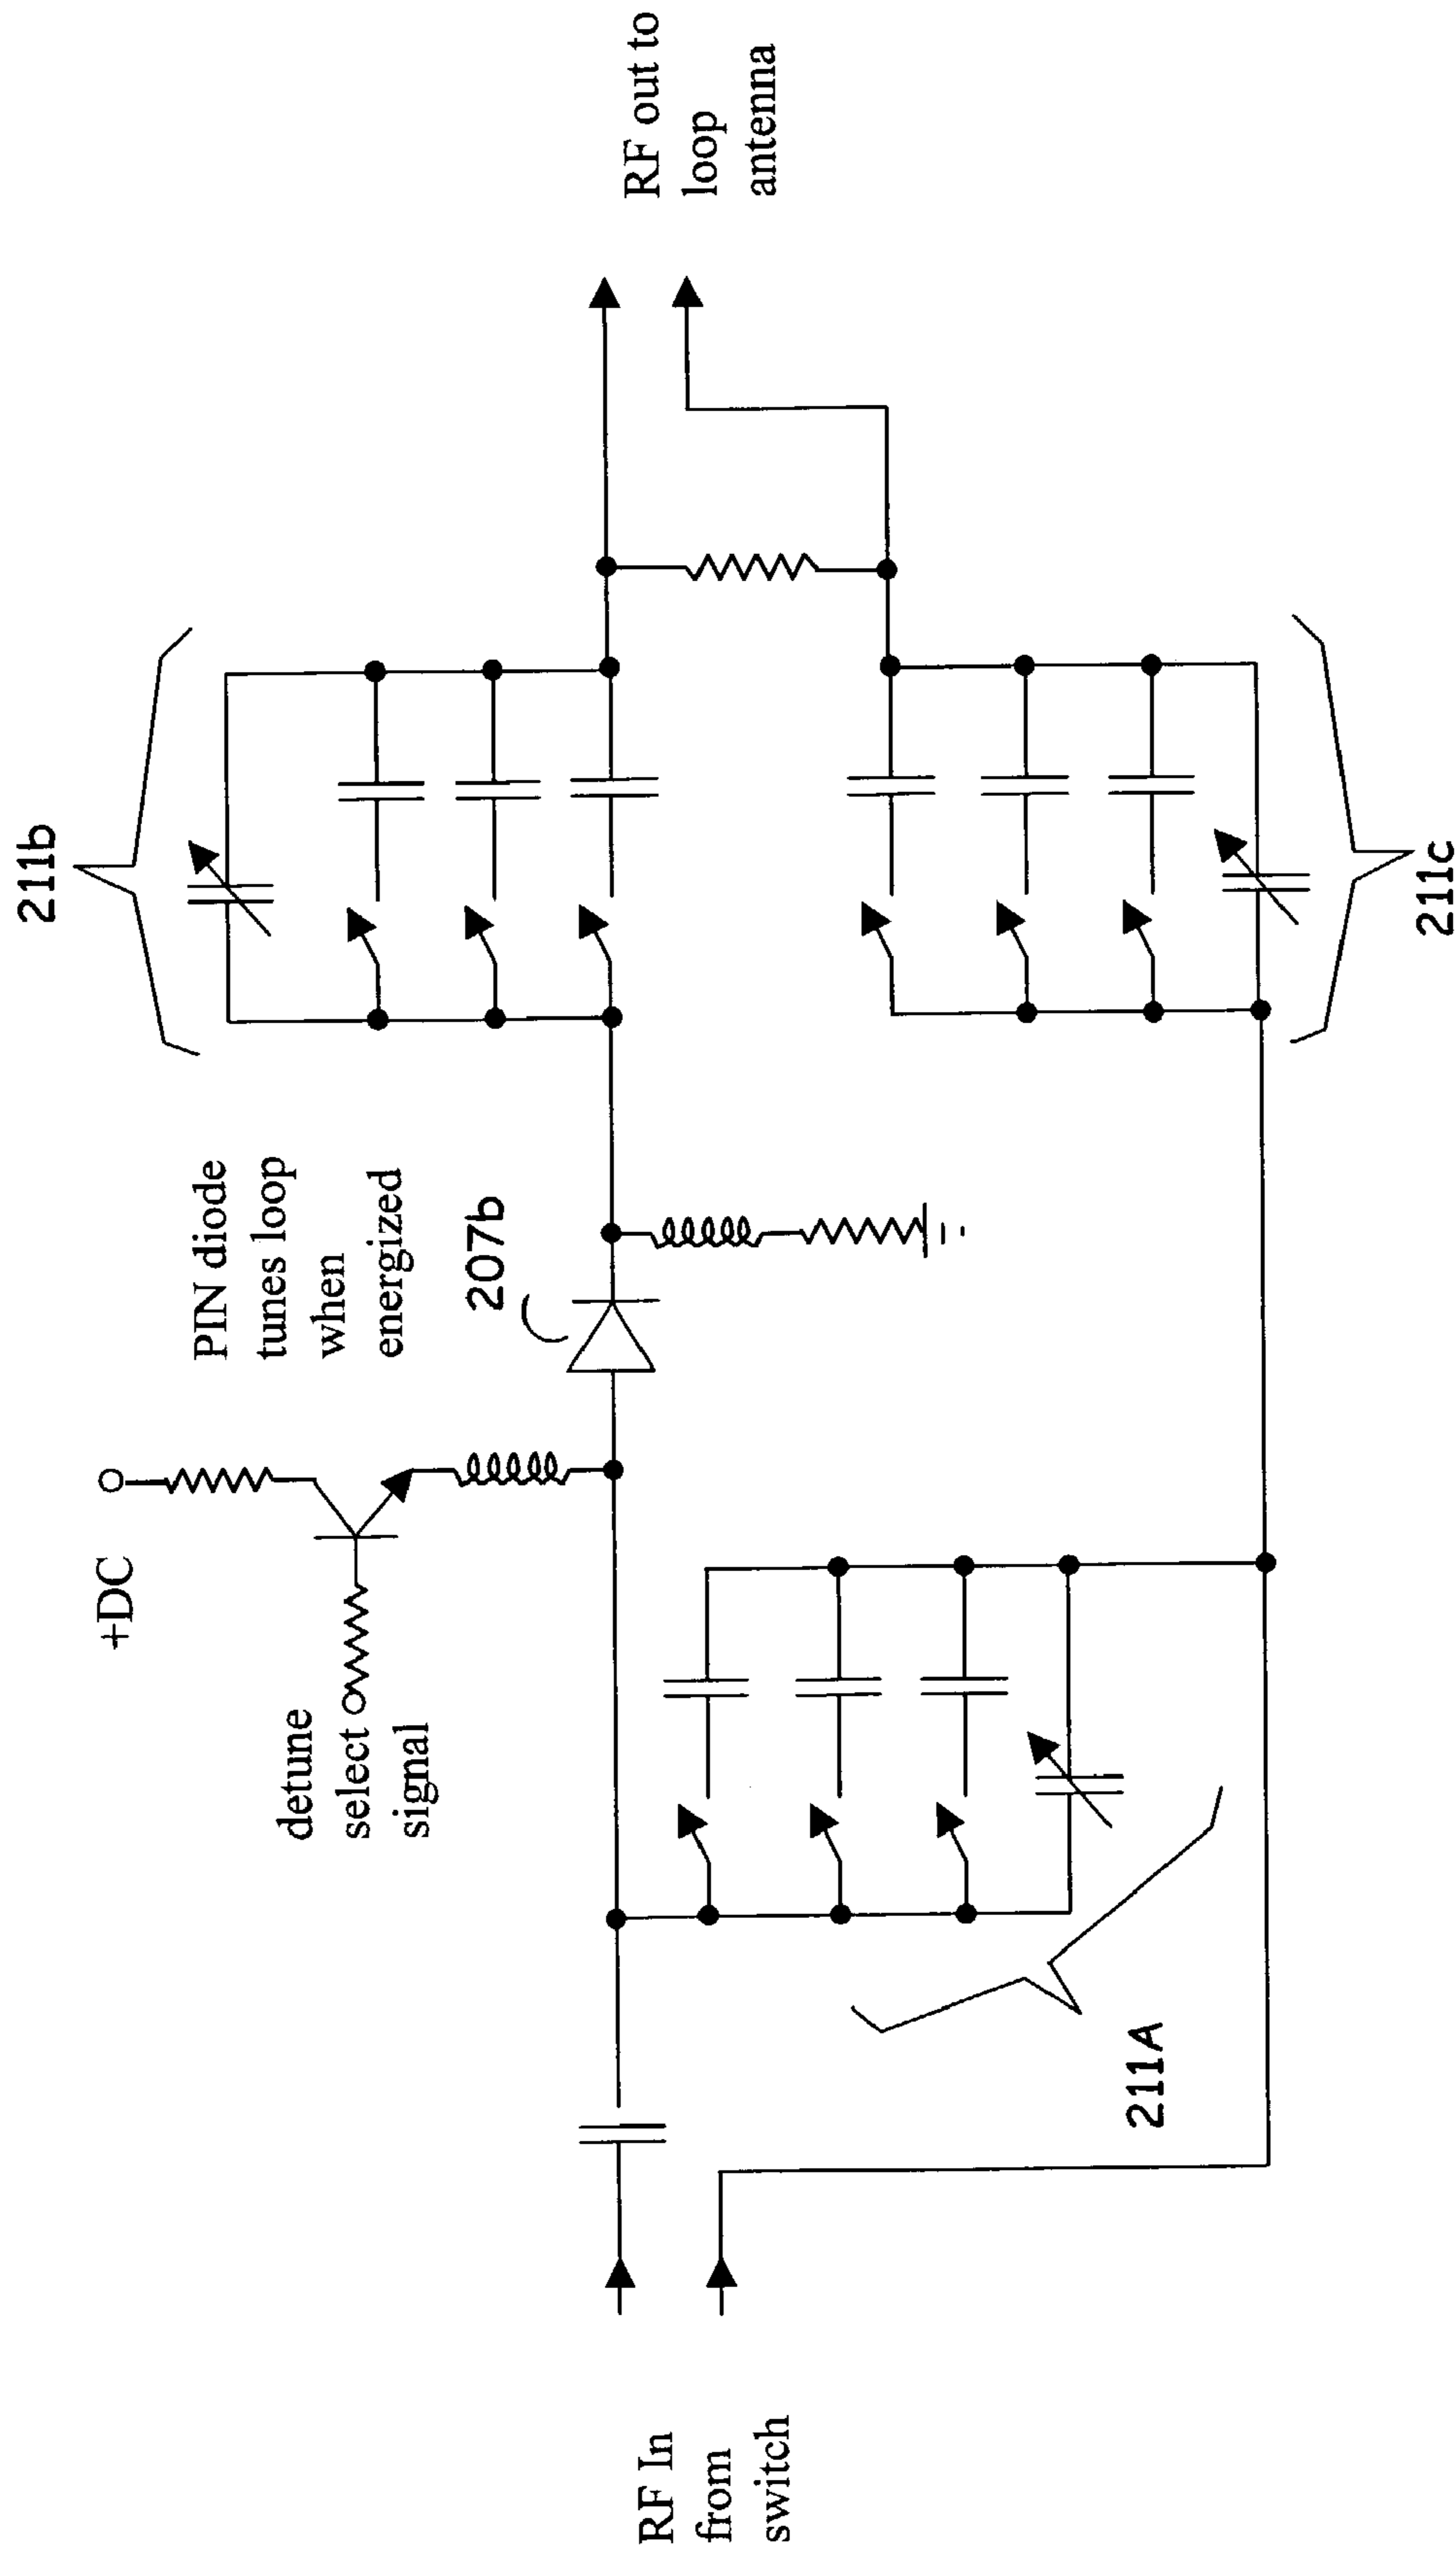 211b
+DC
PIN diode
tunes loop
when
energized
detune
select
signal
207b
RF In
from
switch
RF out to
loop
antenna
211A
211c